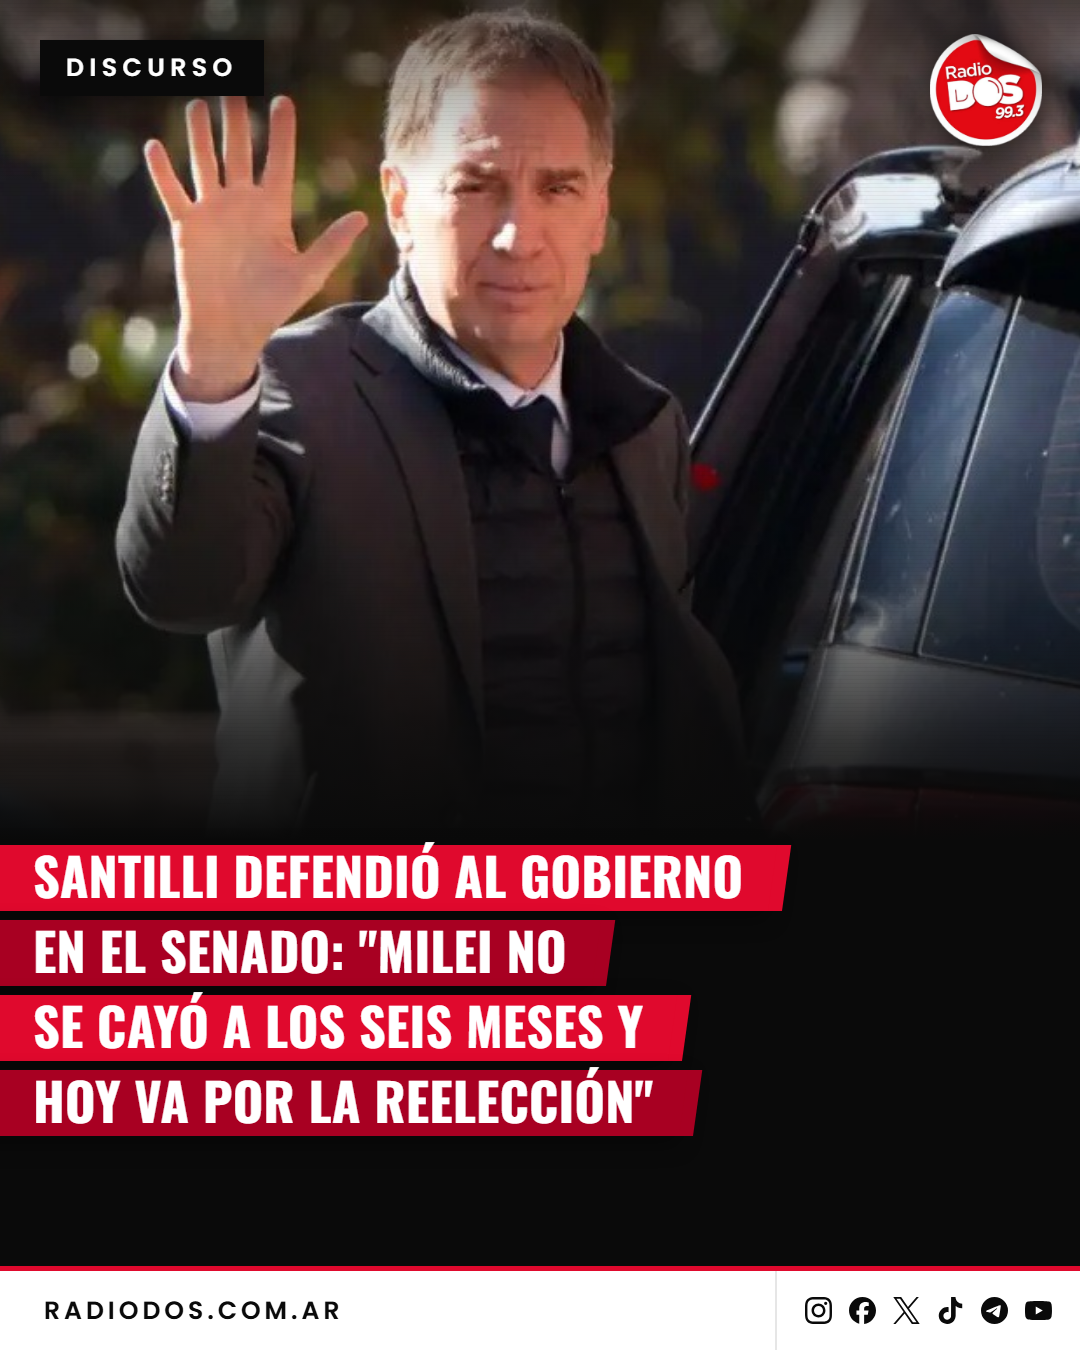 DISCURSO
Radio
DOS
99.3
SANTILLI DEFENDIÓ AL GOBIERNO
EN EL SENADO: "MILEI NO
SE CAYÓ A LOS SEIS MESES Y
HOY VA POR LA REELECCIÓN"
RADIODOS.COM.AR